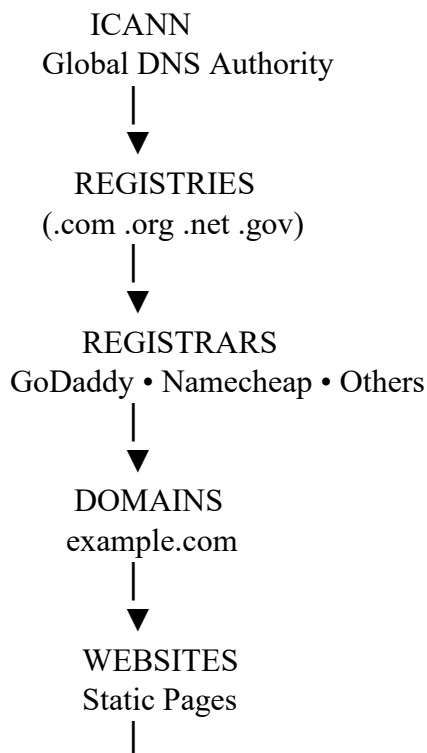 ICANN
Global DNS Authority
REGISTRIES
(.com .org .net .gov)
REGISTRARS
GoDaddy • Namecheap • Others
DOMAINS
example.com
WEBSITES
Static Pages